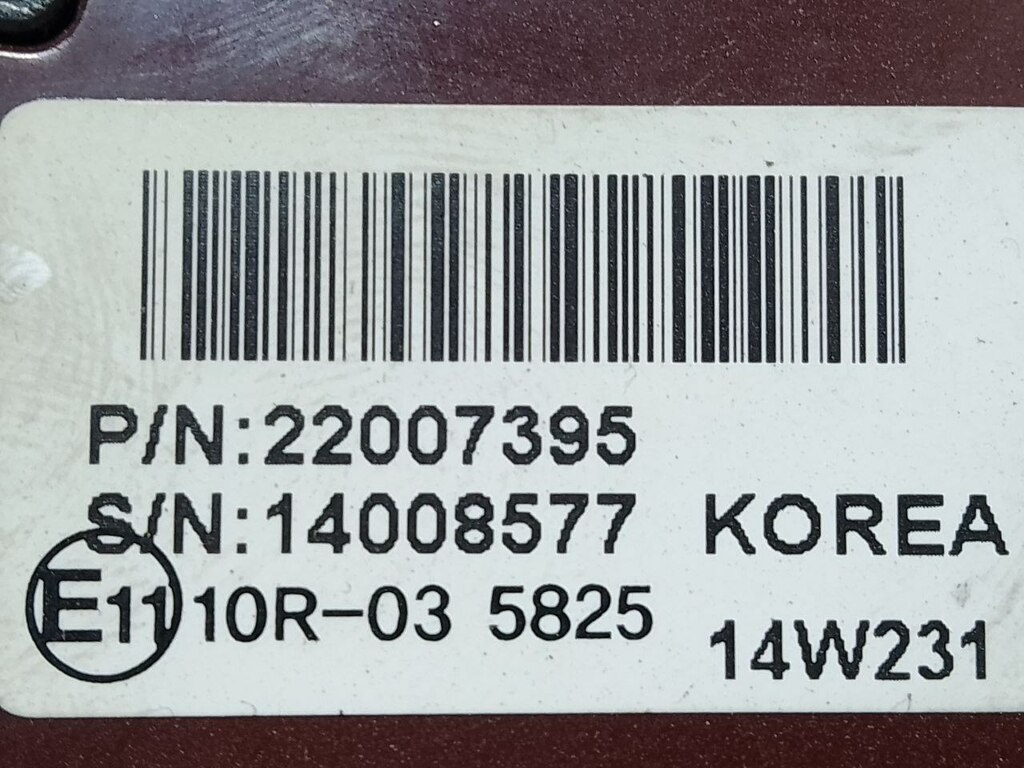 P/N:22007395
S/N:14008577 KOREA
E11 10R-03 5825
14W231